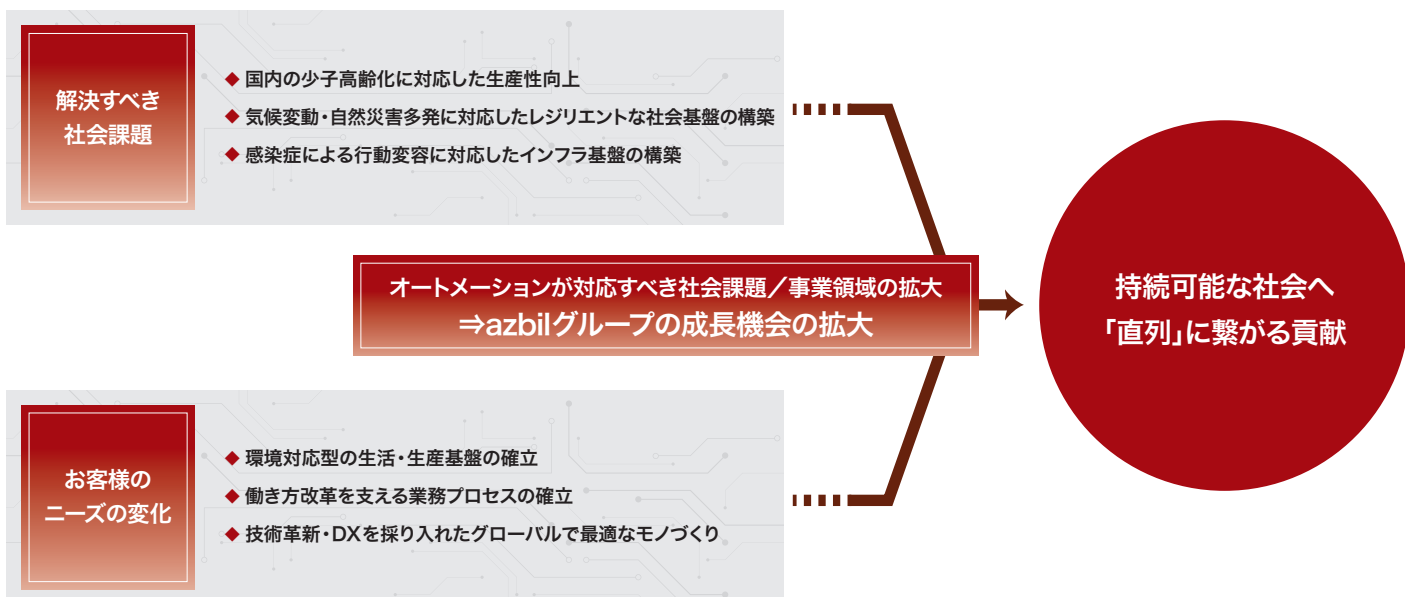 解決すべき
社会課題
◆ 国内の少子高齢化に対応した生産性向上
◆ 気候変動・自然災害多発に対応したレジリエントな社会基盤の構築
◆ 感染症による行動変容に対応したインフラ基盤の構築
オートメーションが対応すべき社会課題／事業領域の拡大
⇒azbilグループの成長機会の拡大
持続可能な社会へ
「直列」に繋がる貢献
お客様の
ニーズの変化
◆ 環境対応型の生活・生産基盤の確立
◆ 働き方改革を支える業務プロセスの確立
◆ 技術革新・DXを採り入れたグローバルで最適なモノづくり